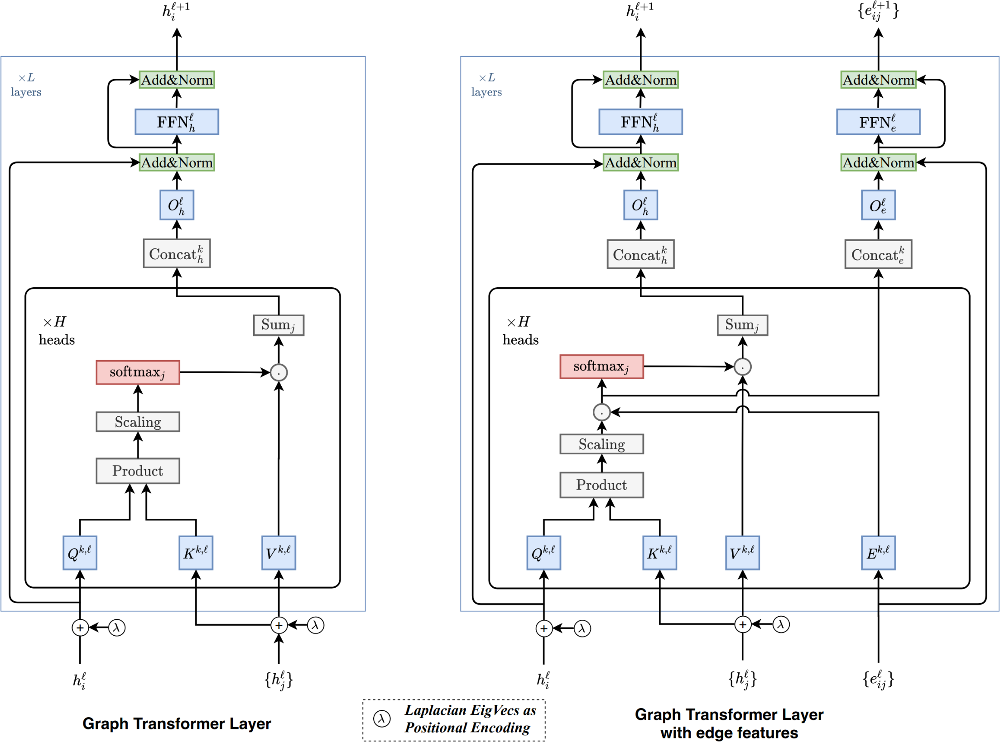 h_i^{ℓ+1}
×L
layers
Add&Norm
FFN_h^ℓ
Add&Norm
O_h^ℓ
Concat_h^k
×H
heads
Sum_j
softmax_j
.
Scaling
Product
Q^{k,ℓ}
K^{k,ℓ}
V^{k,ℓ}
+
λ
+
λ
h_i^ℓ
{h_j^ℓ}
Graph Transformer Layer
λ
Laplacian EigVecs as
Positional Encoding
h_i^{ℓ+1}
{e_{ij}^{ℓ+1}}
×L
layers
Add&Norm
Add&Norm
FFN_h^ℓ
FFN_e^ℓ
Add&Norm
Add&Norm
O_h^ℓ
O_e^ℓ
Concat_h^k
Concat_e^k
×H
heads
Sum_j
softmax_j
.
.
Scaling
Product
Q^{k,ℓ}
K^{k,ℓ}
V^{k,ℓ}
E^{k,ℓ}
+
λ
+
λ
h_i^ℓ
{h_j^ℓ}
{e_{ij}^ℓ}
Graph Transformer Layer
with edge features